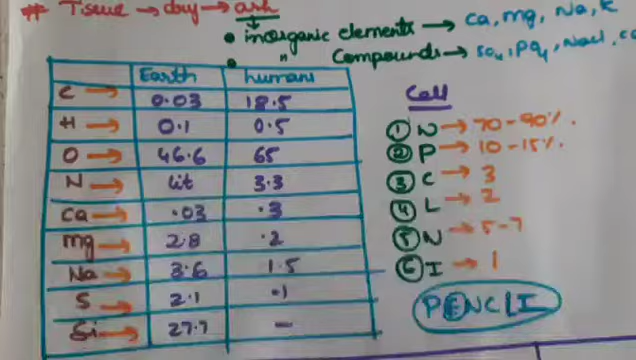 # Tissue → dry → ash
• inorganic elements → Ca, Mg, Na, K
• " Compounds → SO4, PO4, NaCl,
Earth humans
C → 0.03 18.5
H → 0.1 0.5
O → 46.6 65
N → lit 3.3
Ca → .03 .3
Mg → 2.8 .2
Na → 3.6 1.5
S → 2.1 .1
Si → 27.7 –
Cell
① W → 70-90%.
② P → 10-15%.
③ C → 3
④ L → 2
⑤ N → 5-7
⑥ I → 1
PENCLI